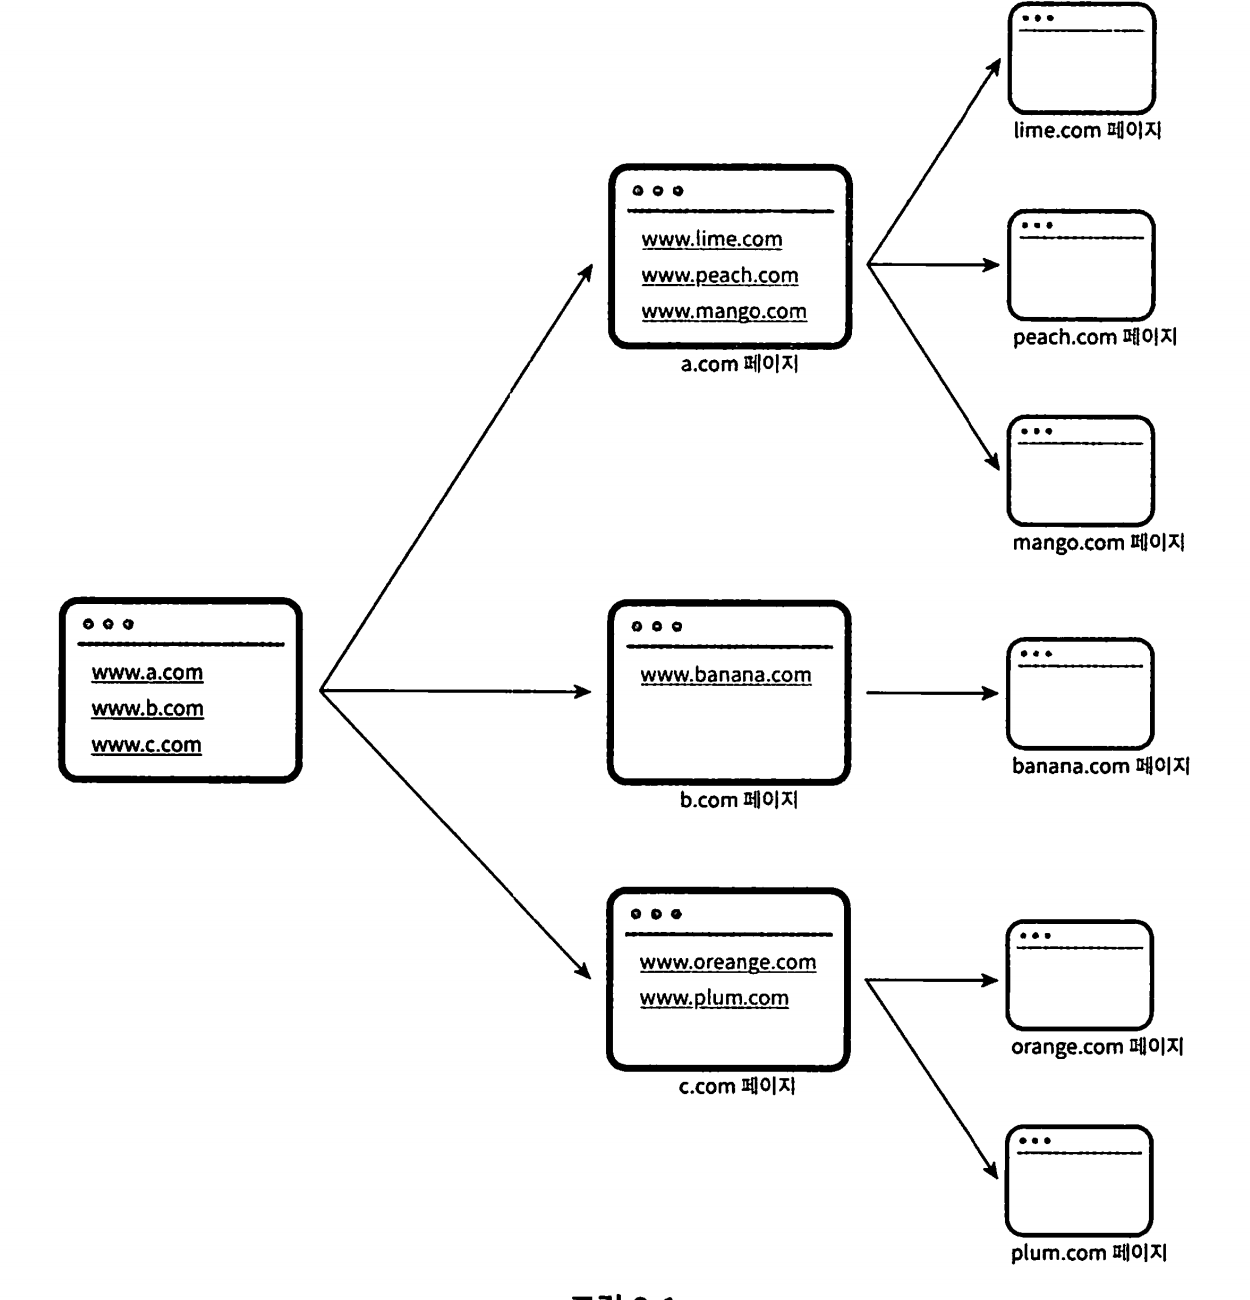 lime.com 페이지
www.lime.com
www.peach.com
www.mango.com
a.com 페이지
peach.com 페이지
mango.com 페이지
www.a.com
www.b.com
www.c.com
www.banana.com
b.com 페이지
banana.com 페이지
www.oreange.com
www.plum.com
c.com 페이지
orange.com 페이지
plum.com 페이지